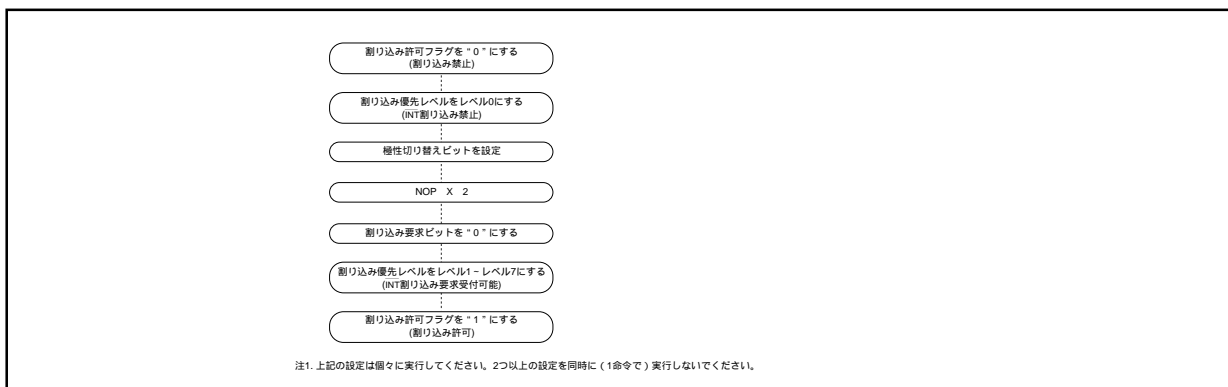 割り込み許可フラグを“0”にする
(割り込み禁止)
割り込み優先レベルをレベル0にする
(INT割り込み禁止)
極性切り替えビットを設定
NOP X 2
割り込み要求ビットを“0”にする
割り込み優先レベルをレベル1－レベル7にする
(INT割り込み要求受付可能)
割り込み許可フラグを“1”にする
(割り込み許可)
注1. 上記の設定は個々に実行してください。2つ以上の設定を同時に（1命令で）実行しないでください。